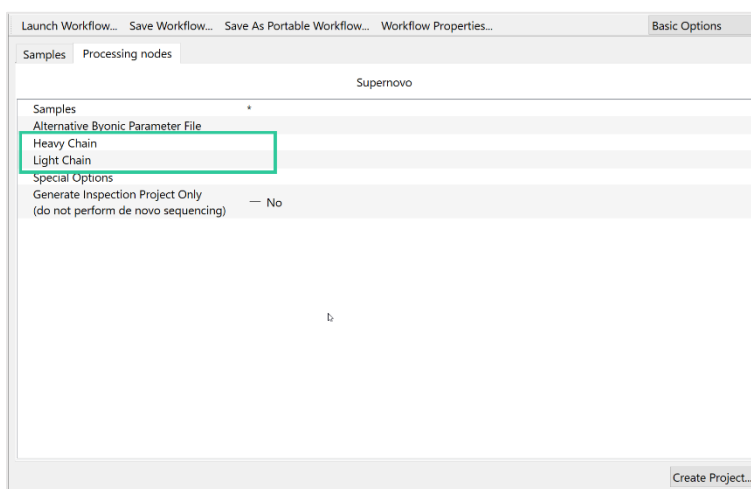 Launch Workflow... Save Workflow... Save As Portable Workflow... Workflow Properties... Basic Options
Samples Processing nodes
Supernovo
Samples *
Alternative Byonic Parameter File
Heavy Chain
Light Chain
Special Options
Generate Inspection Project Only
(do not perform de novo sequencing) — No
Create Project...